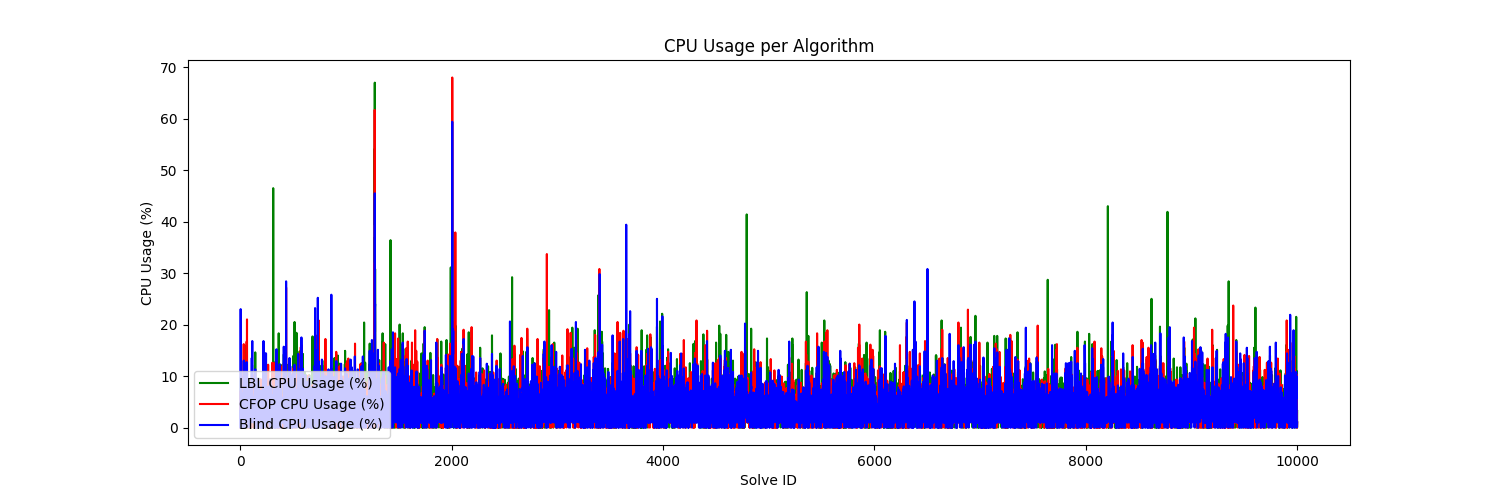 CPU Usage per Algorithm
CPU Usage (%)
70
60
50
40
30
20
10
0
LBL CPU Usage (%)
CFOP CPU Usage (%)
Blind CPU Usage (%)
0 2000 4000 6000 8000 10000
Solve ID